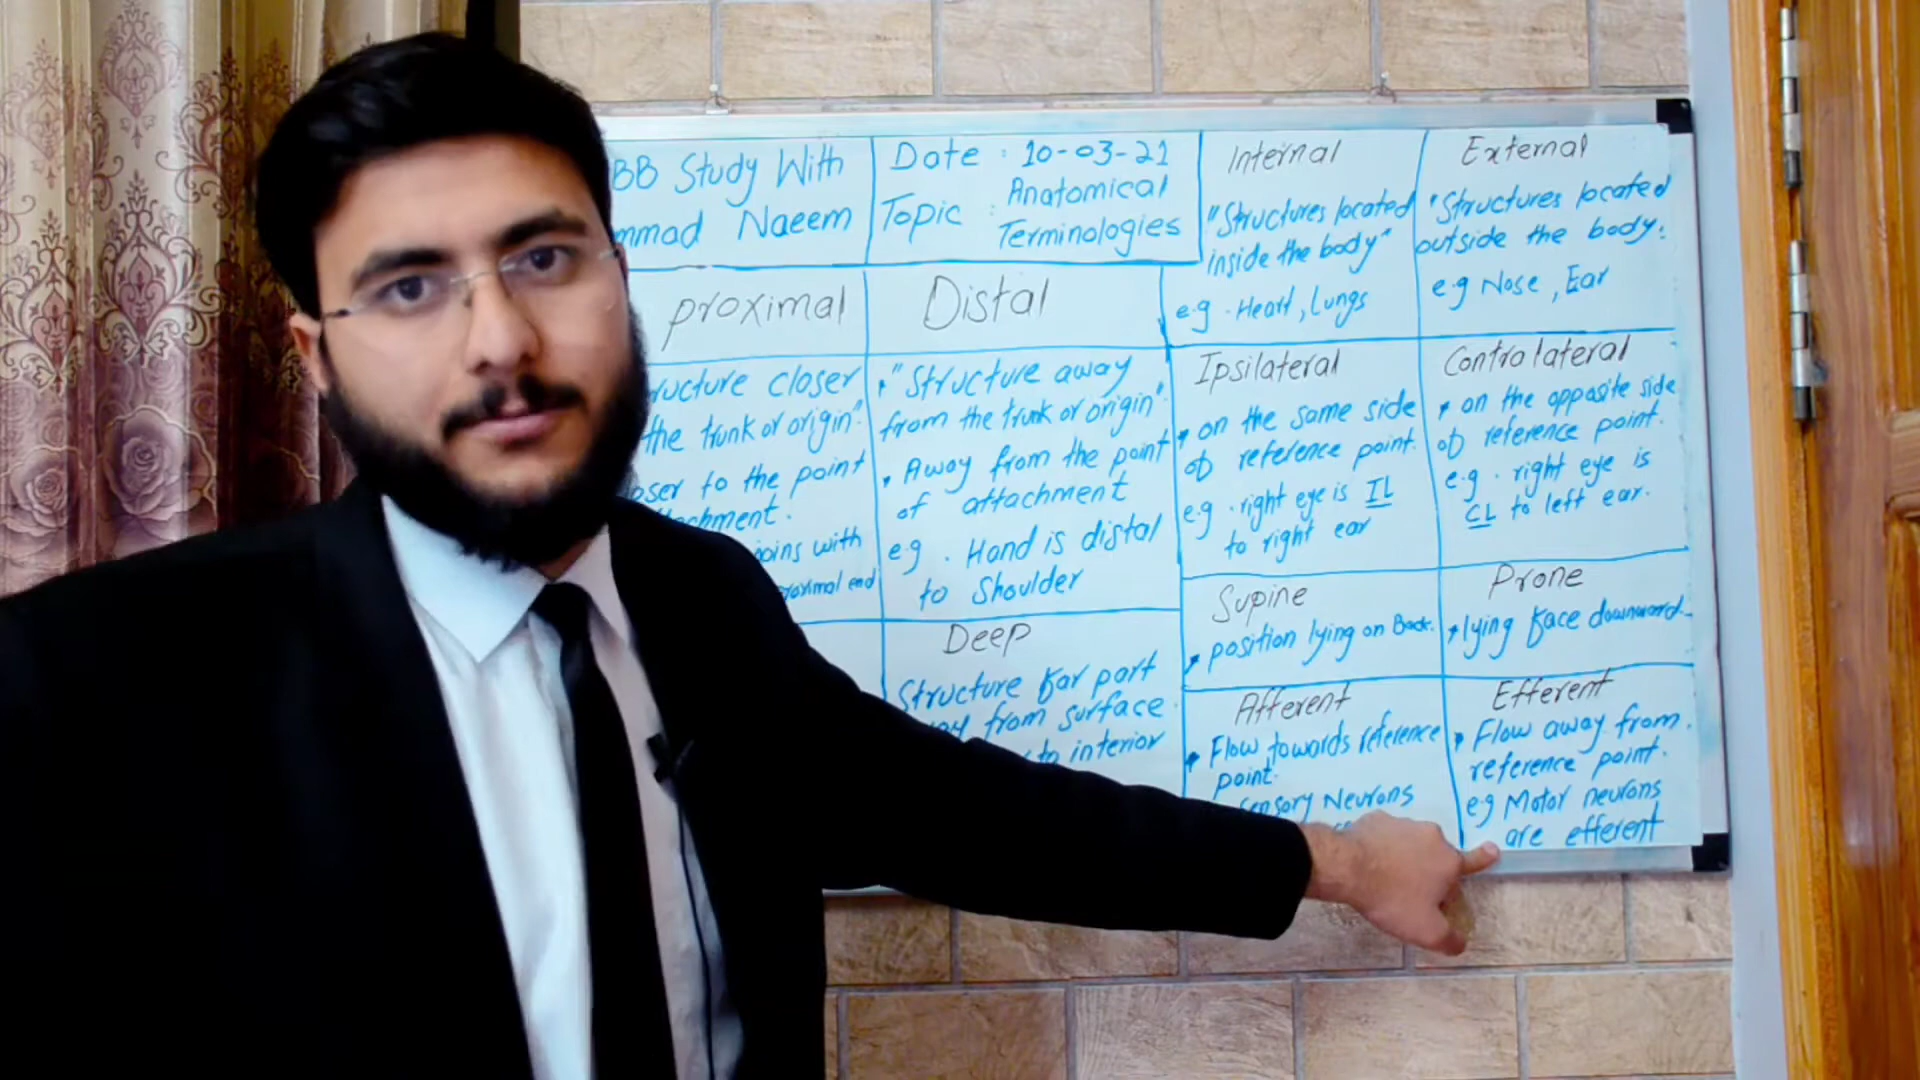 BB Study With
mmad Naeem
Date : 10-03-21
Topic : Anatomical
Terminologies
Internal
"Structures located
inside the body"
e.g. Heart, Lungs
External
"Structures located
outside the body.
e.g Nose, Ear
proximal
ructure closer
the trunk or origin"
oser to the point
chment.
joins with
proximal end
Distal
"Structure away
from the trunk or origin"
Away from the point
of attachment
e.g. Hand is distal
to Shoulder
Ipsilateral
on the same side
of reference point.
e.g. right eye is IL
to right ear
Contralateral
on the opposite side
of reference point.
e.g. right eye is
CL to left ear.
Supine
position lying on Back.
Prone
lying face downward.
Deep
Structure far part
from surface
to interior
Afferent
Flow towards reference
point.
Sensory Neurons
Efferent
Flow away from
reference point.
e.g Motor neurons
are efferent